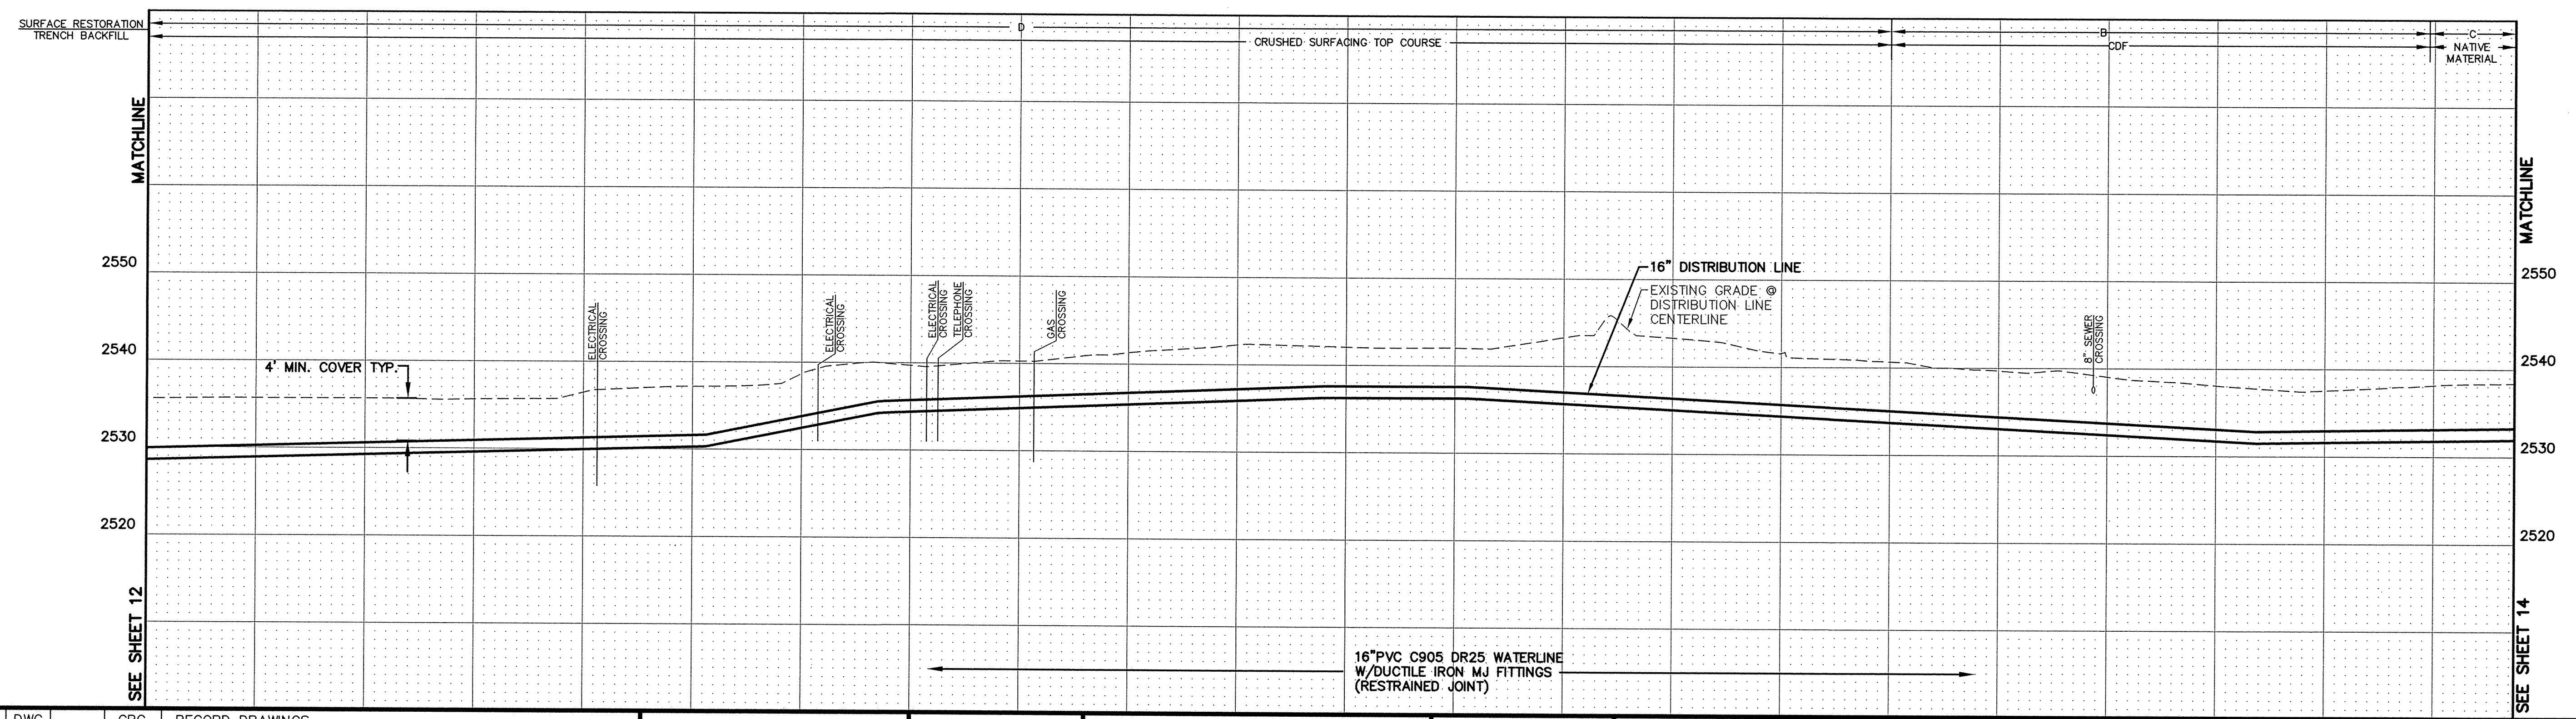 SURFACE RESTORATION
TRENCH BACKFILL
D
CRUSHED SURFACING TOP COURSE
B
CDF
C
NATIVE
MATERIAL
MATCHLINE
SEE SHEET 12
2550
2540
2530
2520
4' MIN. COVER TYP.
ELECTRICAL
CROSSING
ELECTRICAL
CROSSING
ELECTRICAL
CROSSING
TELEPHONE
CROSSING
GAS
CROSSING
16" DISTRIBUTION LINE
EXISTING GRADE @
DISTRIBUTION LINE
CENTERLINE
8" SEWER
CROSSING
16"PVC C905 DR25 WATERLINE
W/DUCTILE IRON MJ FITTINGS
(RESTRAINED JOINT)
MATCHLINE
SEE SHEET 14
2550
2540
2530
2520
DWG
CBG
RECORD DRAWINGS